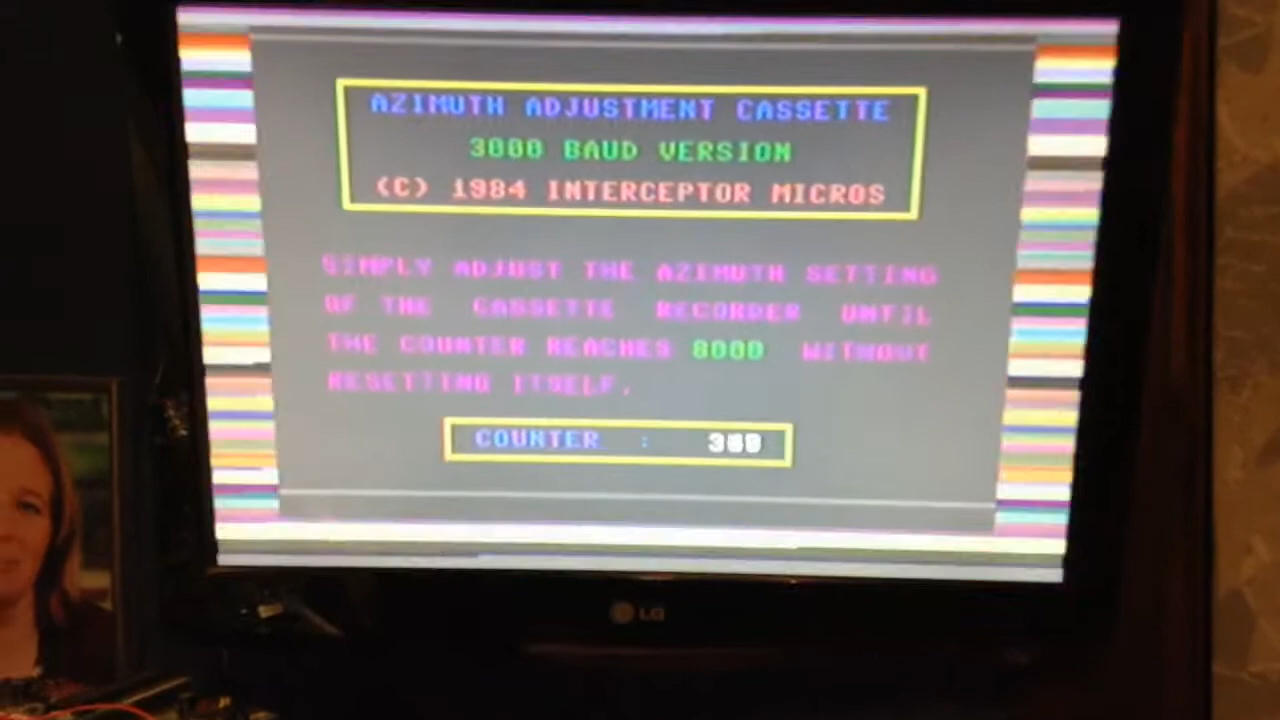 AZIMUTH ADJUSTMENT CASSETTE
3000 BAUD VERSION
(C) 1984 INTERCEPTOR MICROS
SIMPLY ADJUST THE AZIMUTH SETTING
OF THE CASSETTE RECORDER UNTIL
THE COUNTER REACHES 8000 WITHOUT
RESETTING ITSELF.
COUNTER :
LG